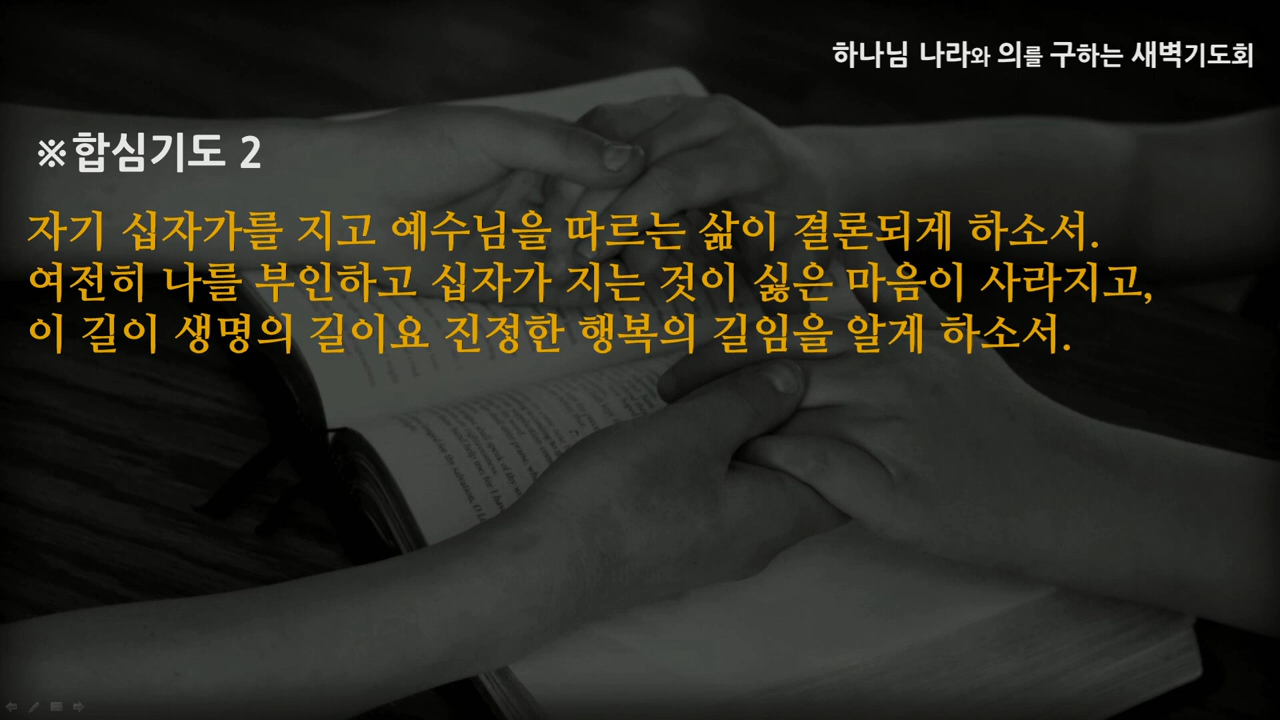 하나님 나라와 의를 구하는 새벽기도회
※합심기도 2
자기 십자가를 지고 예수님을 따르는 삶이 결론되게 하소서.
여전히 나를 부인하고 십자가 지는 것이 싫은 마음이 사라지고,
이 길이 생명의 길이요 진정한 행복의 길임을 알게 하소서.